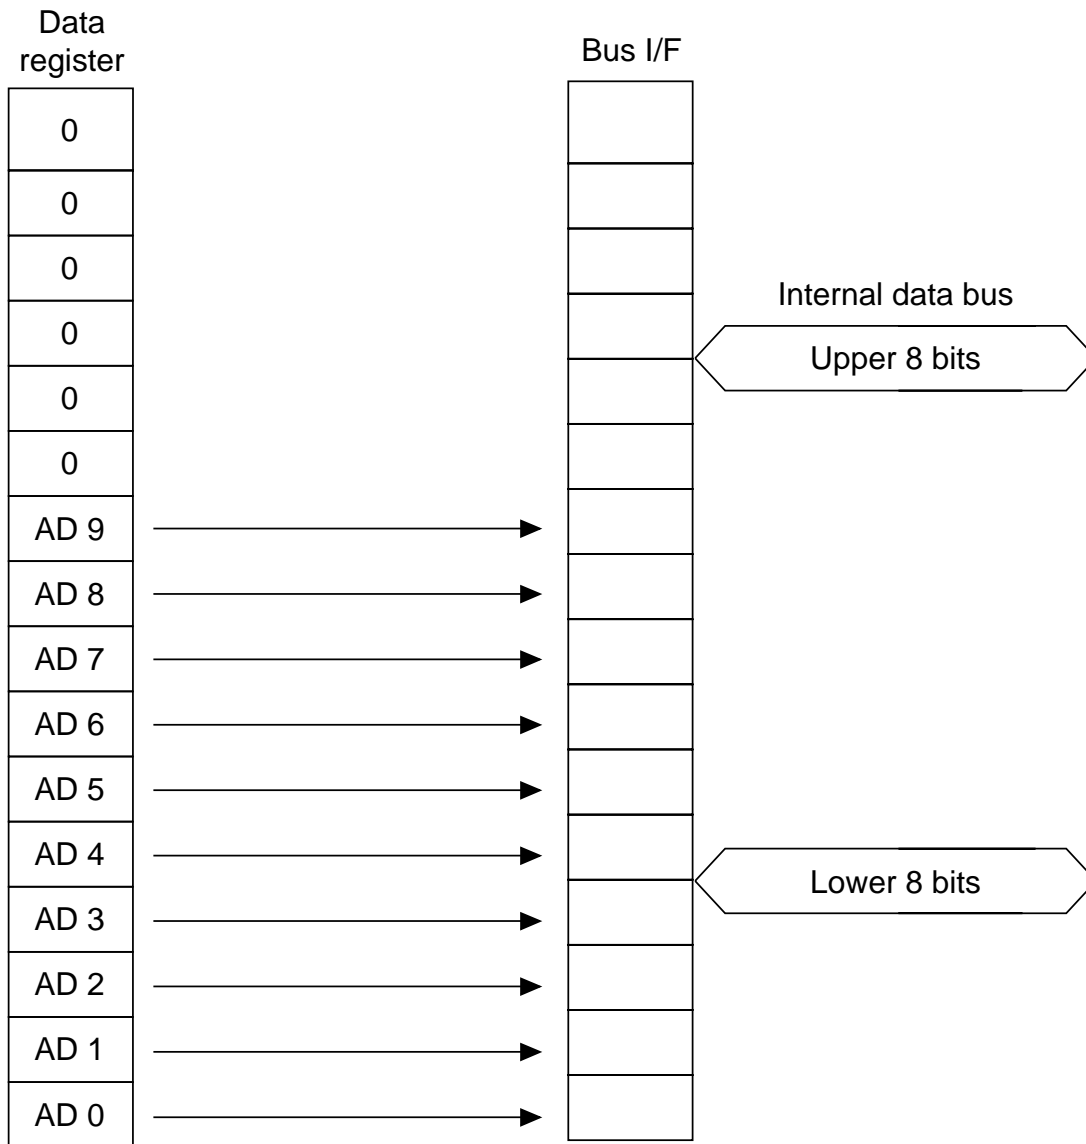 Data
register
Bus I/F
0
0
0
0
0
0
AD 9
AD 8
AD 7
AD 6
AD 5
AD 4
AD 3
AD 2
AD 1
AD 0
Internal data bus
Upper 8 bits
Lower 8 bits